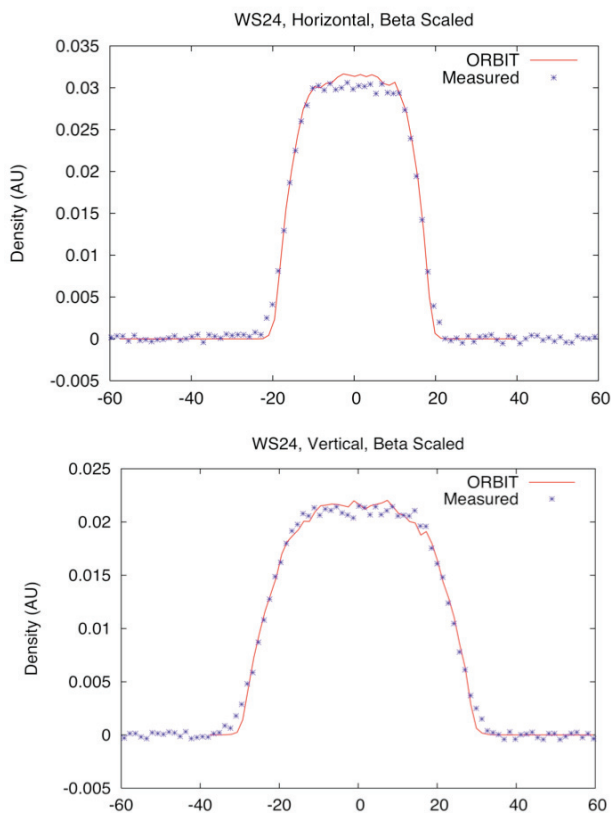 WS24, Horizontal, Beta Scaled
0.035
0.03
0.025
0.02
0.015
0.01
0.005
0
-0.005
Density (AU)
ORBIT
Measured
-60 -40 -20 0 20 40 60
WS24, Vertical, Beta Scaled
0.025
0.02
0.015
0.01
0.005
0
-0.005
Density (AU)
ORBIT
Measured
-60 -40 -20 0 20 40 60